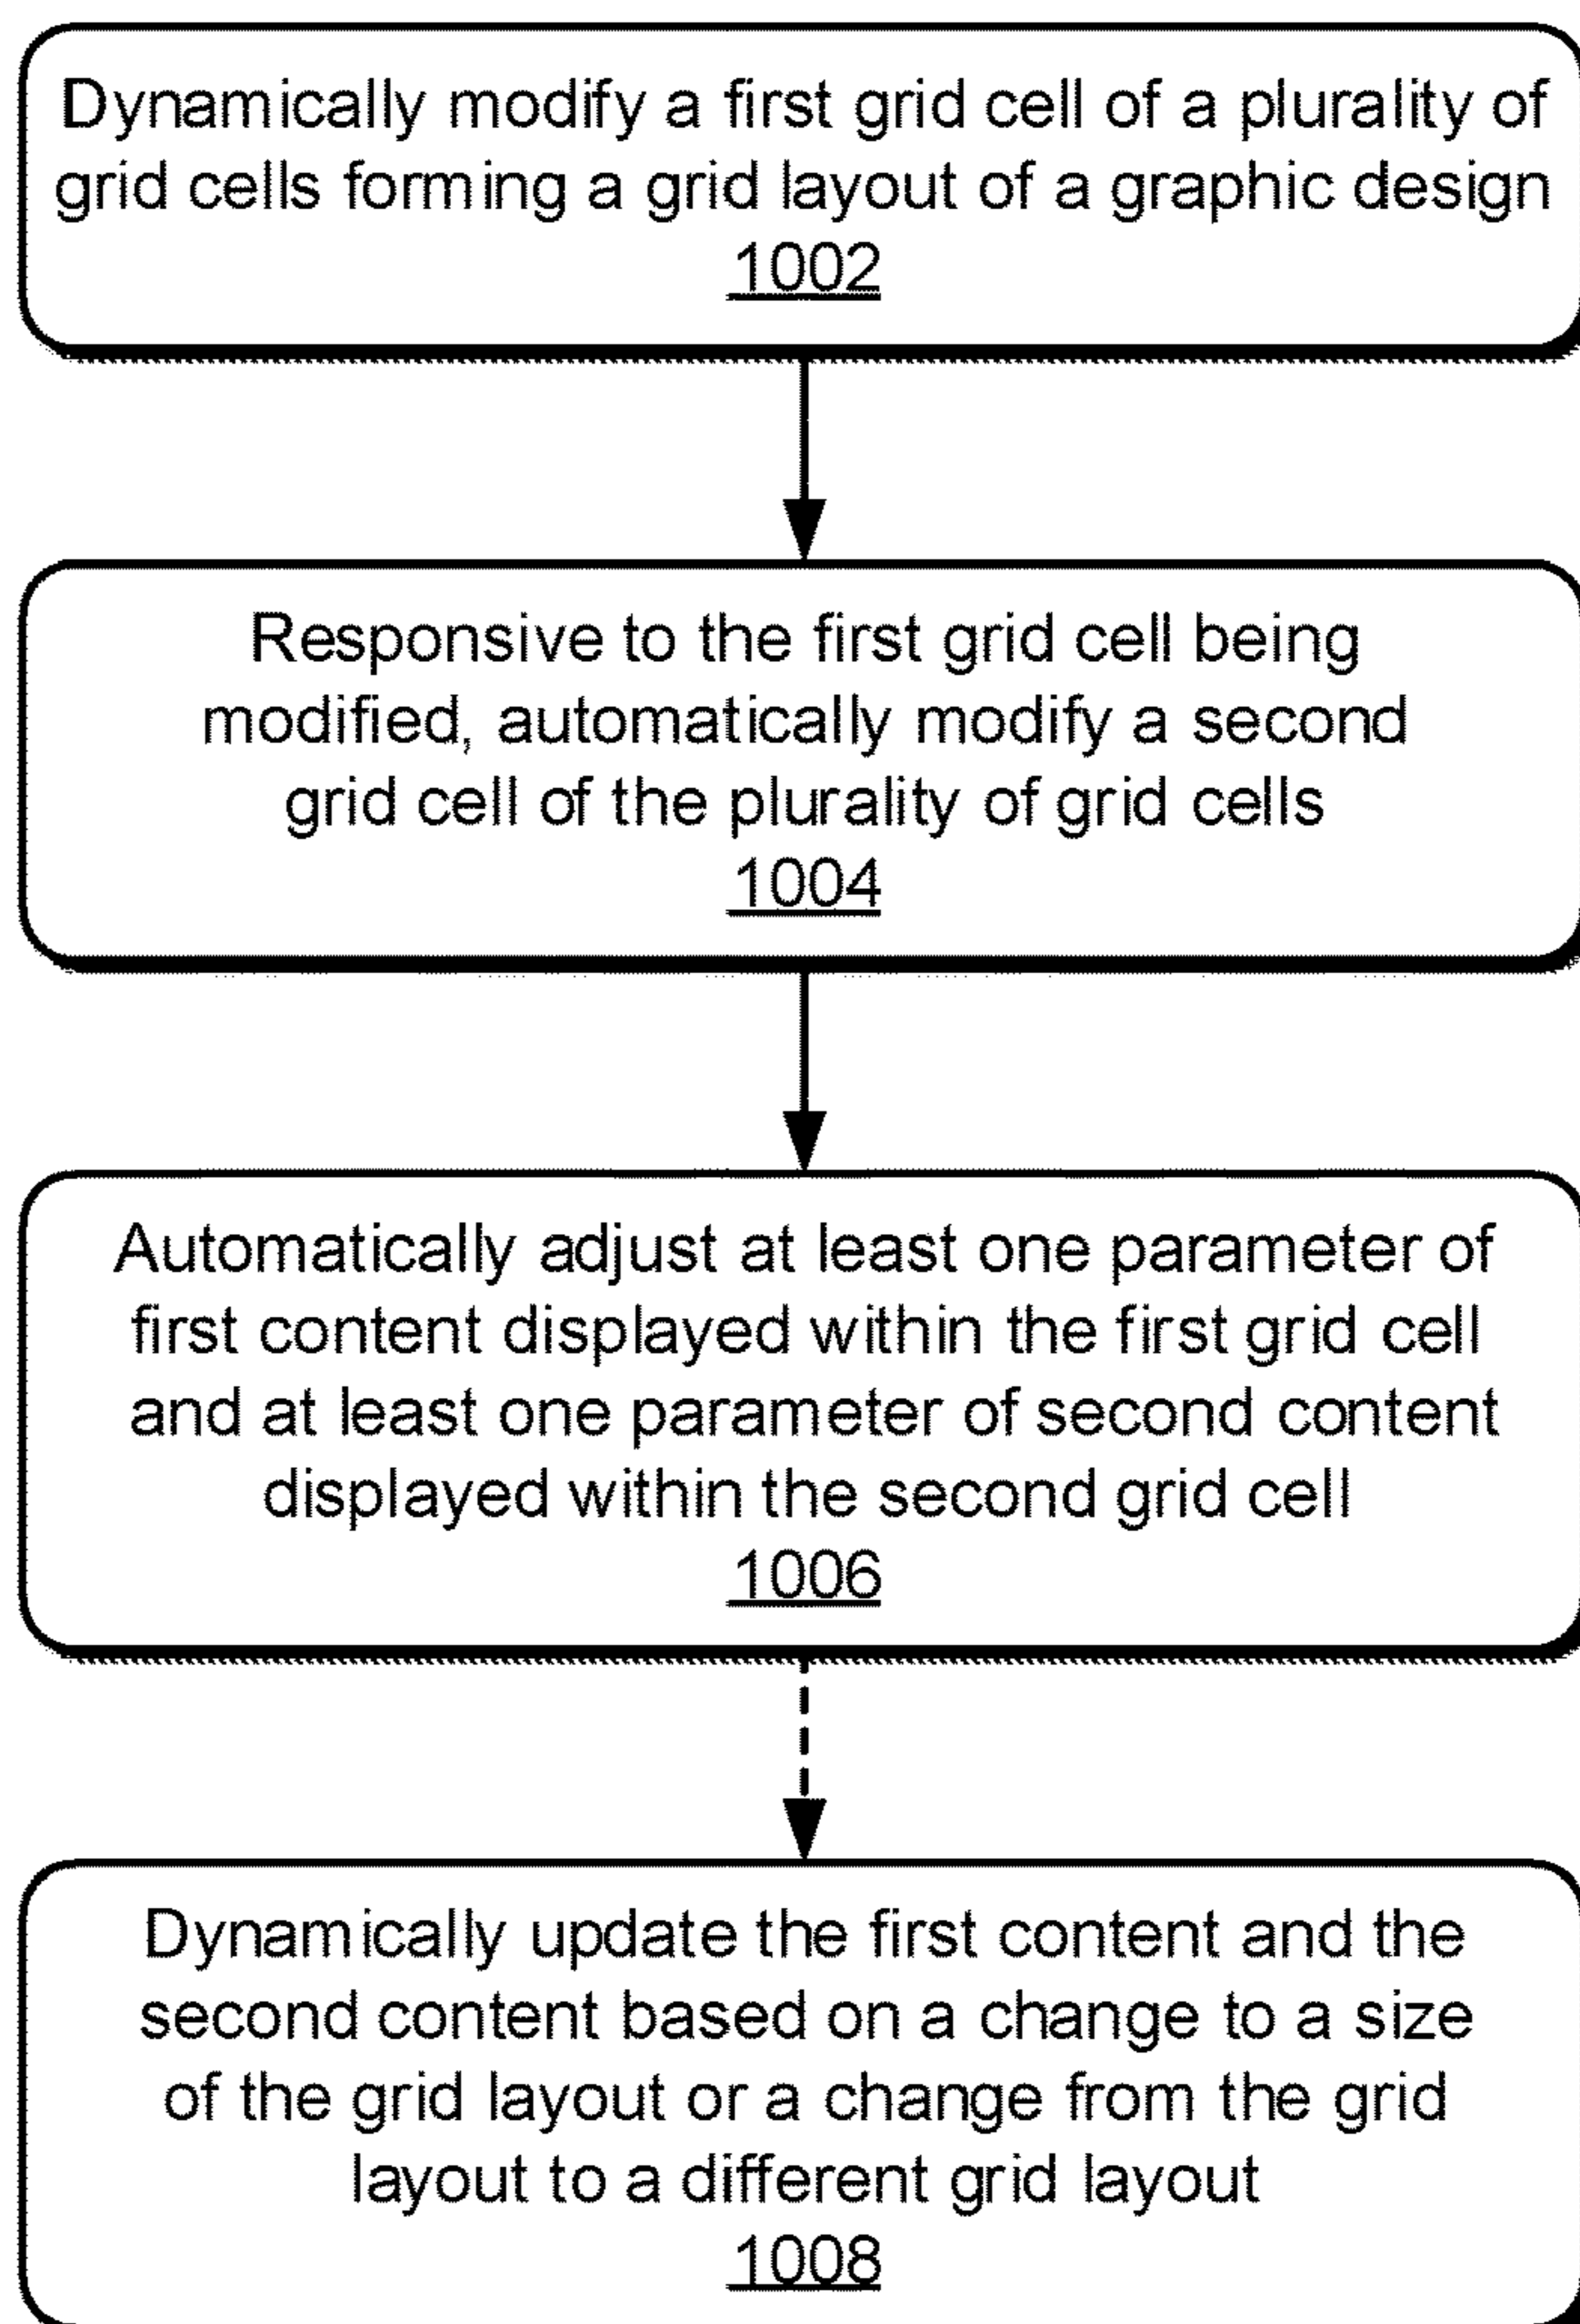 Dynamically modify a first grid cell of a plurality of
grid cells forming a grid layout of a graphic design
1002
Responsive to the first grid cell being
modified, automatically modify a second
grid cell of the plurality of grid cells
1004
Automatically adjust at least one parameter of
first content displayed within the first grid cell
and at least one parameter of second content
displayed within the second grid cell
1006
Dynamically update the first content and the
second content based on a change to a size
of the grid layout or a change from the grid
layout to a different grid layout
1008